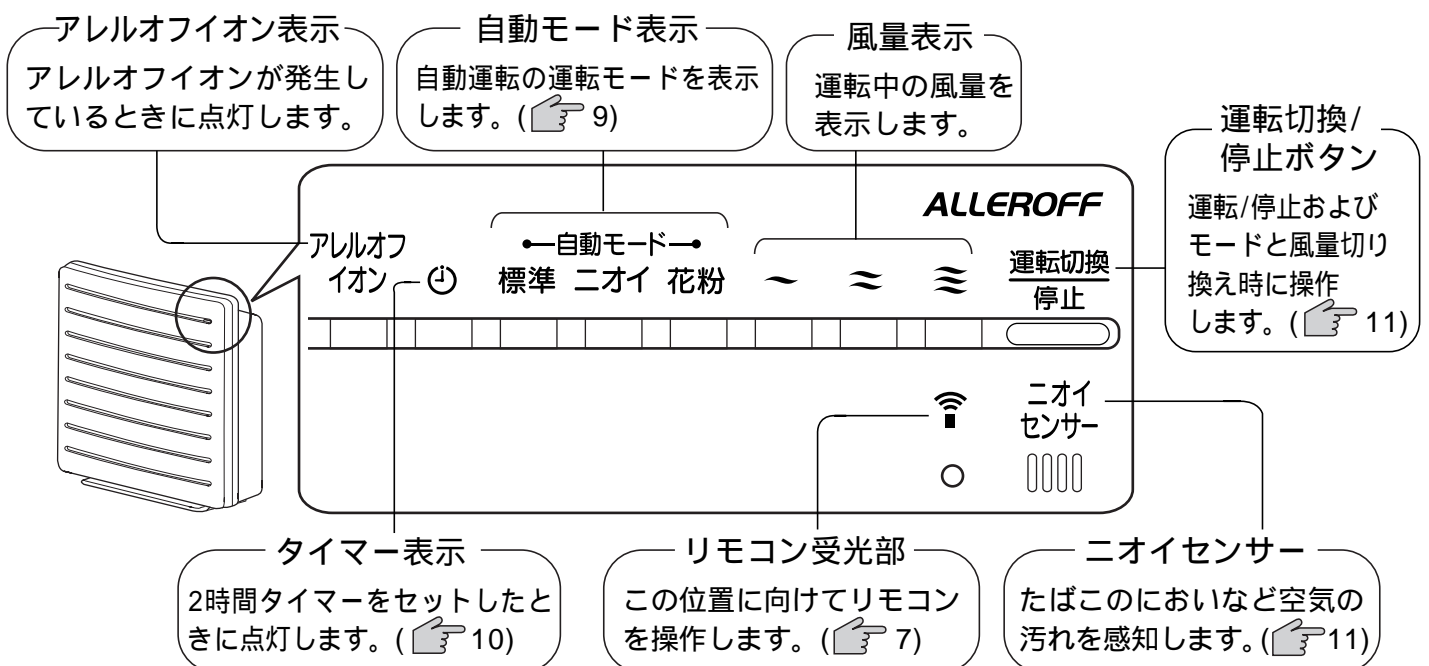 アレルオフイオン表示
アレルオフイオンが発生し
ているときに点灯します。
自動モード表示
自動運転の運転モードを表示
します。( 9)
風量表示
運転中の風量を
表示します。
運転切換/
停止ボタン
運転/停止および
モードと風量切り
換え時に操作
します。( 11)
ALLEROFF
アレルオフ
イオン
自動モード
標準 ニオイ 花粉
運転切換
停止
ニオイ
センサー
タイマー表示
2時間タイマーをセットしたと
きに点灯します。( 10)
リモコン受光部
この位置に向けてリモコン
を操作します。( 7)
ニオイセンサー
たばこのにおいなど空気の
汚れを感知します。( 11)